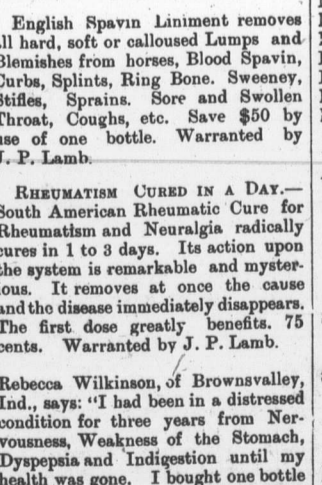 English Spavin Liniment removes
all hard, soft or calloused Lumps and
Blemishes from horses, Blood Spavin,
Curbs, Splints, Ring Bone. Sweeney,
Stifles, Sprains. Sore and Swollen
Throat, Coughs, etc. Save $50 by
use of one bottle. Warranted by
J. P. Lamb.
RHEUMATISM CURED IN A DAY.—
South American Rheumatic Cure for
Rheumatism and Neuralgia radically
cures in 1 to 3 days. Its action upon
the system is remarkable and myster-
ious. It removes at once the cause
and the disease immediately disappears.
The first dose greatly benefits. 75
cents. Warranted by J. P. Lamb.
Rebecca Wilkinson, of Brownsvalley,
Ind., says: "I had been in a distressed
condition for three years from Ner-
vousness, Weakness of the Stomach,
Dyspepsia and Indigestion until my
health was gone. I bought one bottle